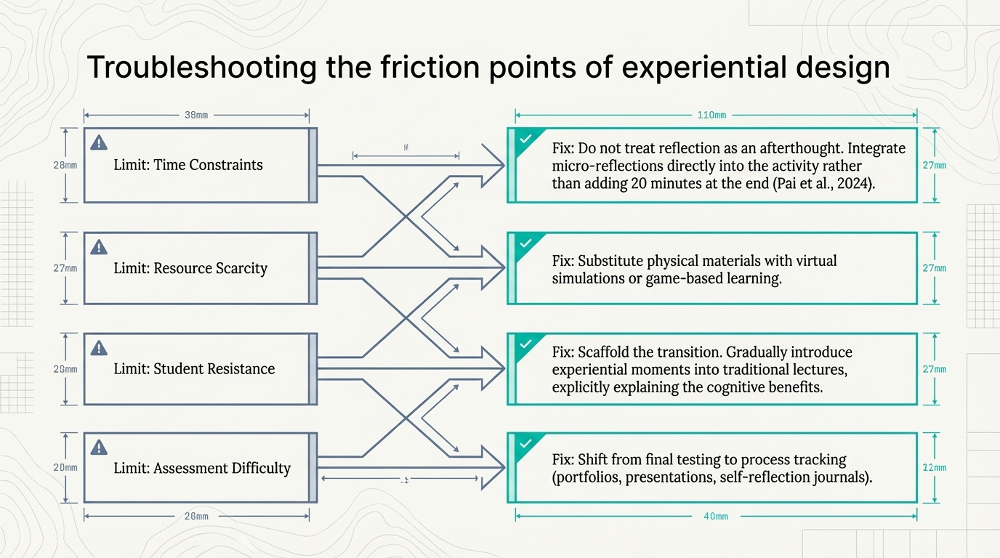 Troubleshooting the friction points of experiential design
38mm
110mm
28mm
Limit: Time Constraints
Fix: Do not treat reflection as an afterthought. Integrate
micro-reflections directly into the activity rather
than adding 20 minutes at the end (Pai et al., 2024).
27mm
27mm
Limit: Resource Scarcity
Fix: Substitute physical materials with virtual
simulations or game-based learning.
27mm
28mm
Limit: Student Resistance
Fix: Scaffold the transition. Gradually introduce
experiential moments into traditional lectures,
explicitly explaining the cognitive benefits.
27mm
20mm
Limit: Assessment Difficulty
Fix: Shift from final testing to process tracking
(portfolios, presentations, self-reflection journals).
12mm
28mm
40mm